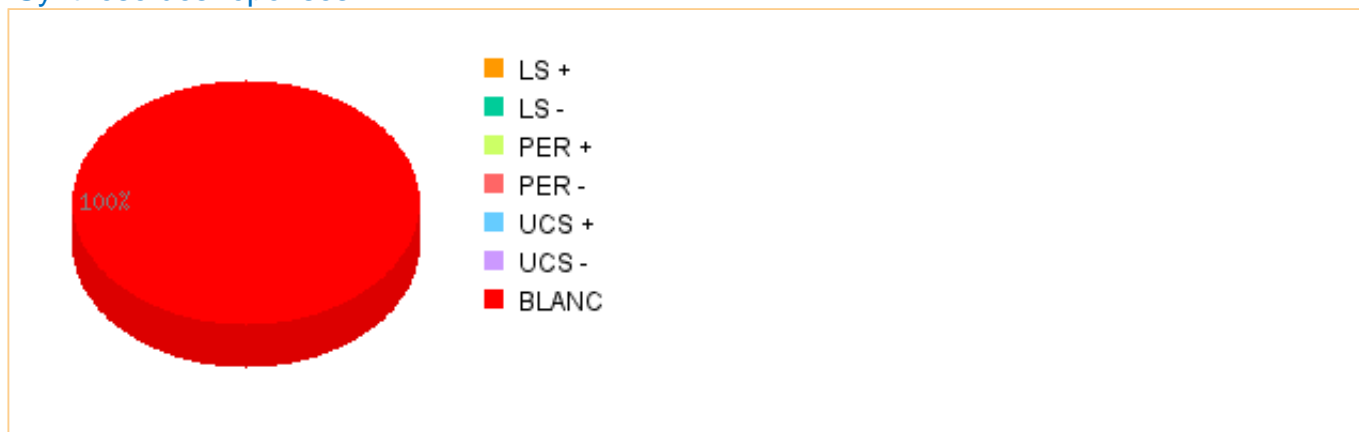 100%
LS +
LS -
PER +
PER -
UCS +
UCS -
BLANC